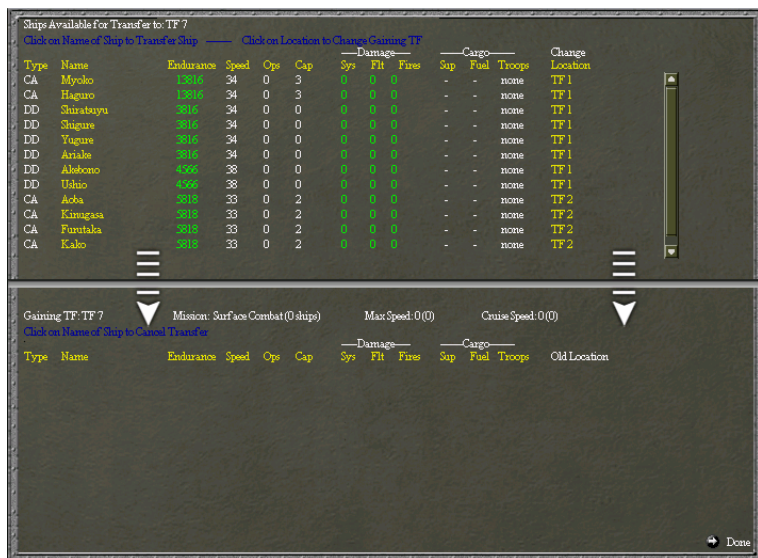 Ships Available for Transfer to: TF 7
Click on Name of Ship to Transfer Ship —— Click on Location to Change Gaining TF
—Damage— —Cargo— Change
Type Name Endurance Speed Ops Cap Sys Flt Fires Sup Fuel Troops Location
CA Myoko 13816 34 0 3 0 0 0 - - none TF 1
CA Haguro 13816 34 0 3 0 0 0 - - none TF 1
DD Shiratsuyu 3816 34 0 0 0 0 0 - - none TF 1
DD Shigure 3816 34 0 0 0 0 0 - - none TF 1
DD Yugure 3816 34 0 0 0 0 0 - - none TF 1
DD Ariake 3816 34 0 0 0 0 0 - - none TF 1
DD Akebono 4566 38 0 0 0 0 0 - - none TF 1
DD Ushio 4566 38 0 0 0 0 0 - - none TF 1
CA Aoba 5818 33 0 2 0 0 0 - - none TF 2
CA Kinugasa 5818 33 0 2 0 0 0 - - none TF 2
CA Furutaka 5818 33 0 2 0 0 0 - - none TF 2
CA Kako 5818 33 0 2 0 0 0 - - none TF 2
Gaining TF: TF 7 Mission: Surface Combat (0 ships) Max Speed: 0 (0) Cruise Speed: 0 (0)
Click on Name of Ship to Cancel Transfer
—Damage— —Cargo—
Type Name Endurance Speed Ops Cap Sys Flt Fires Sup Fuel Troops Old Location
Done